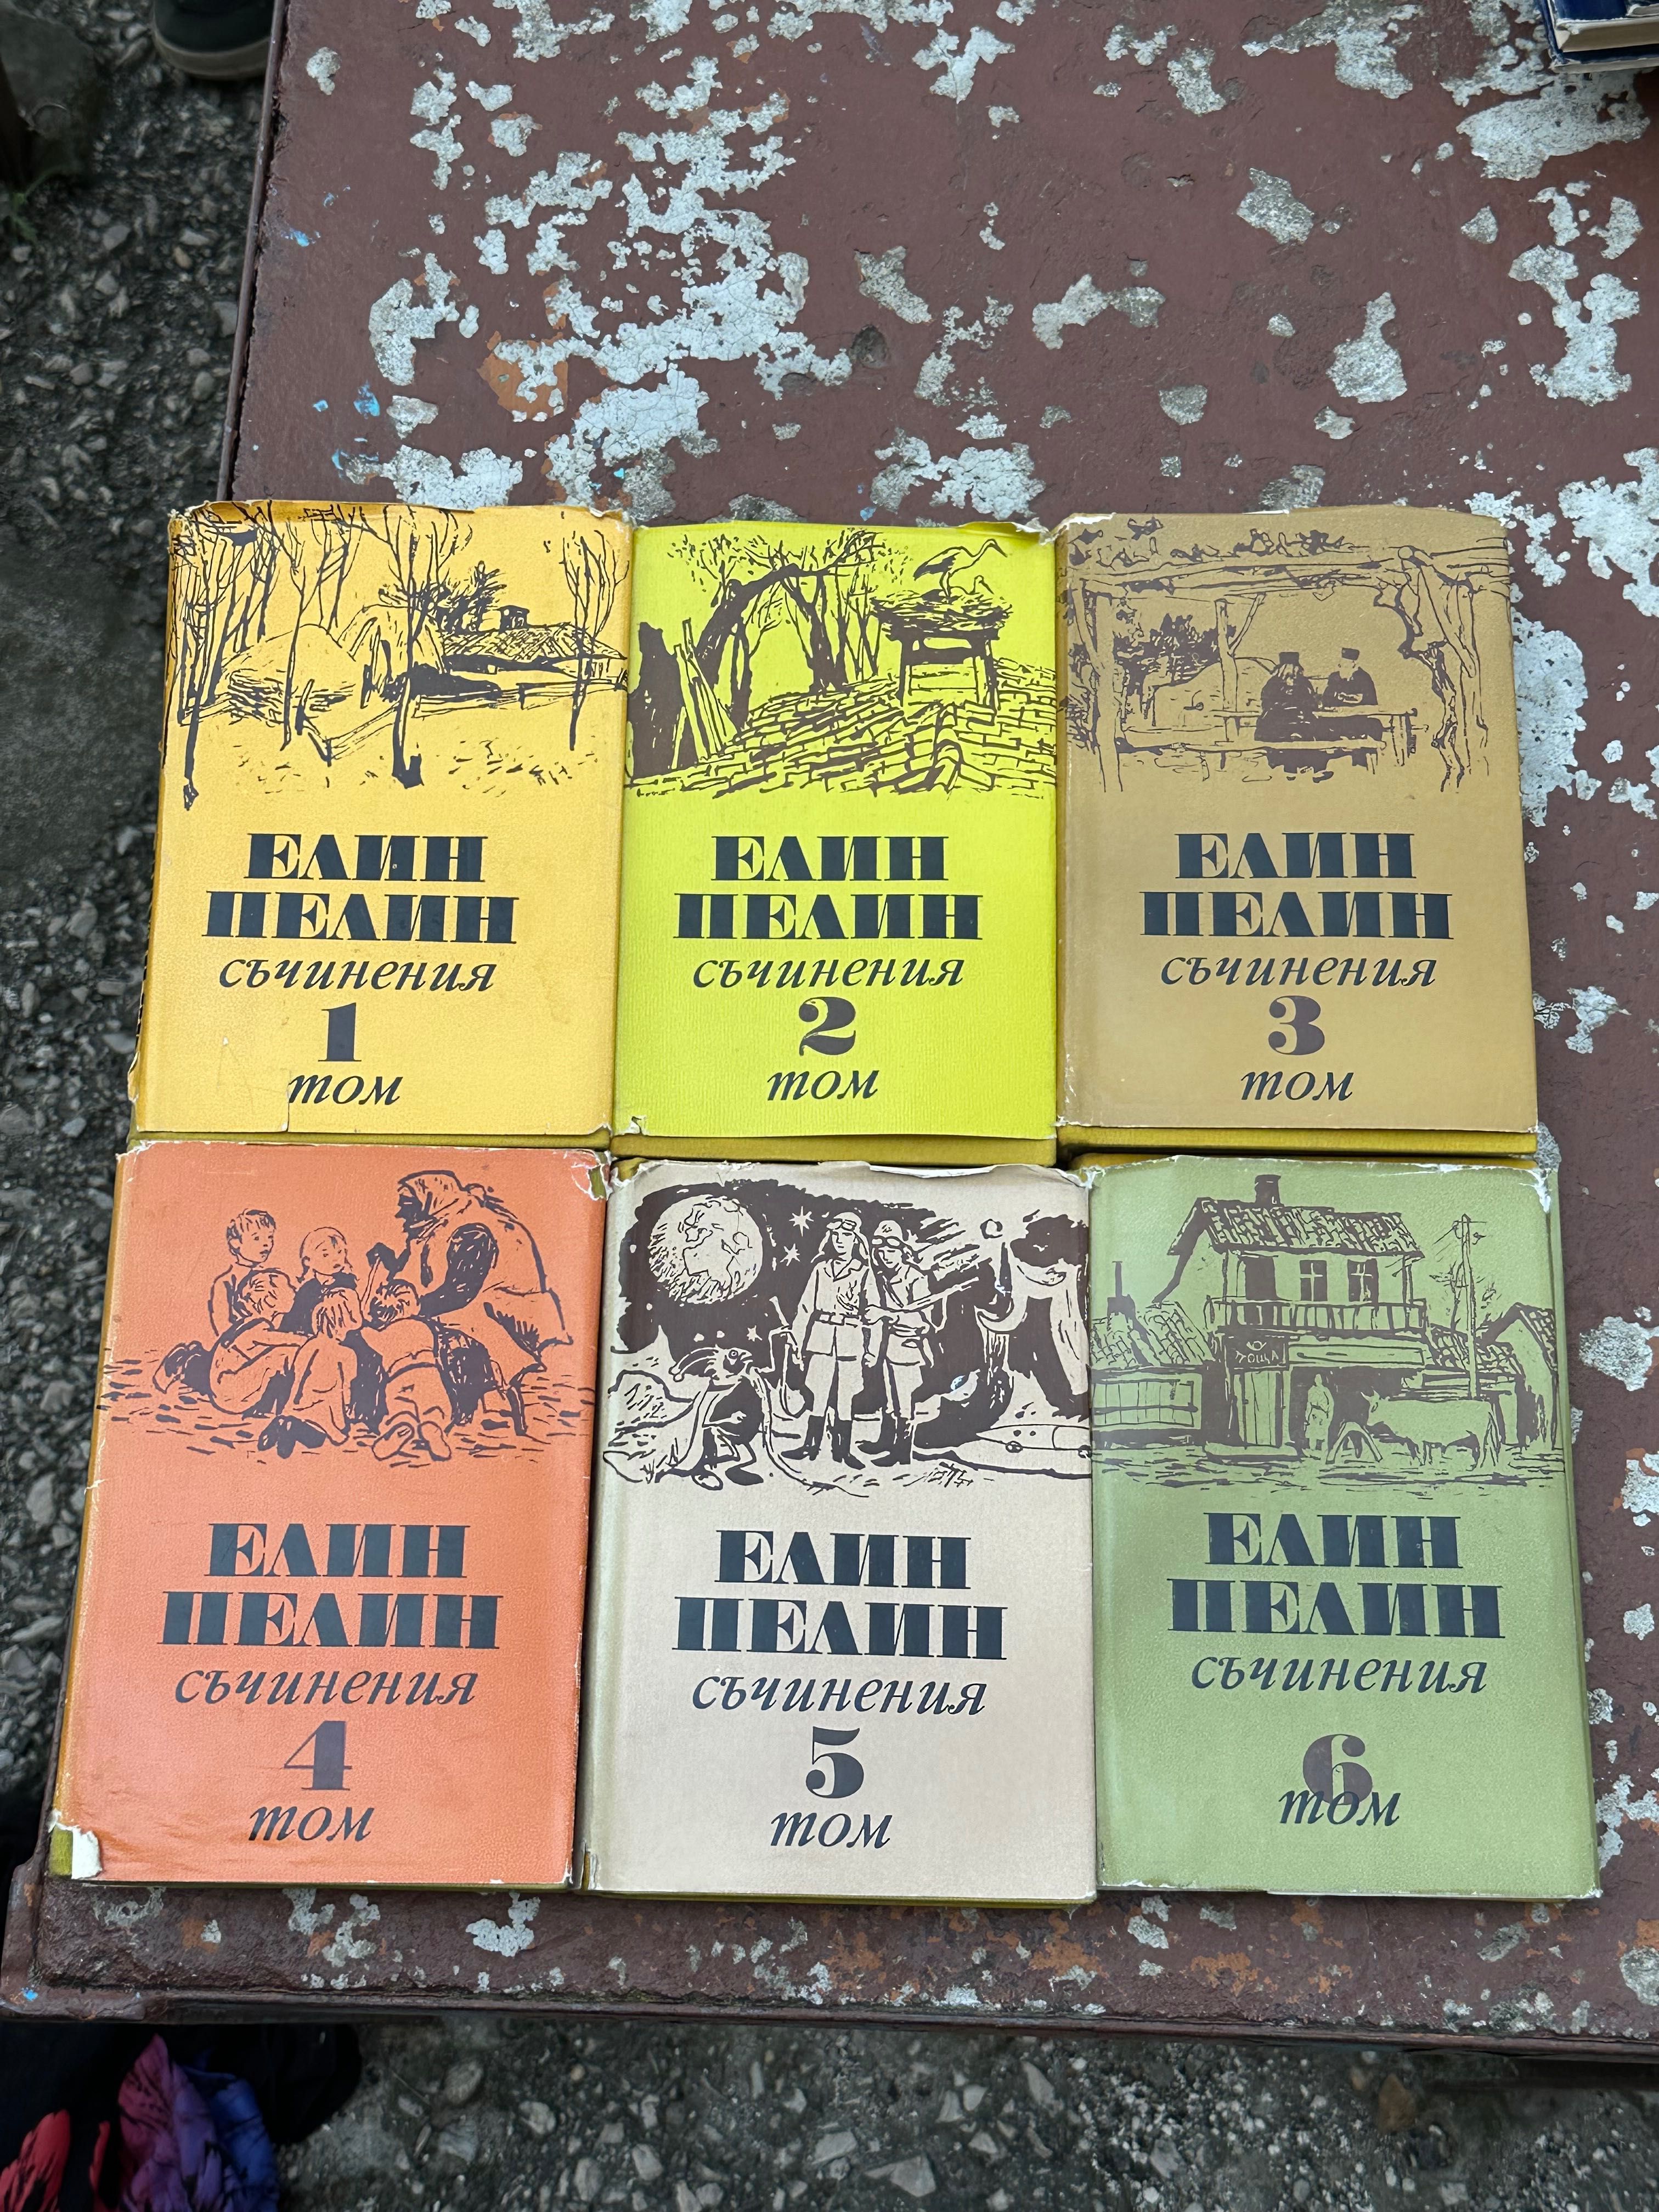 ЕЛИН
ПЕЛИН
съчинения
1
том
ЕЛИН
ПЕЛИН
съчинения
2
том
ЕЛИН
ПЕЛИН
съчинения
3
том
ЕЛИН
ПЕЛИН
съчинения
4
том
ПОЩА
ЕЛИН
ПЕЛИН
съчинения
5
том
ЕЛИН
ПЕЛИН
съчинения
6
том